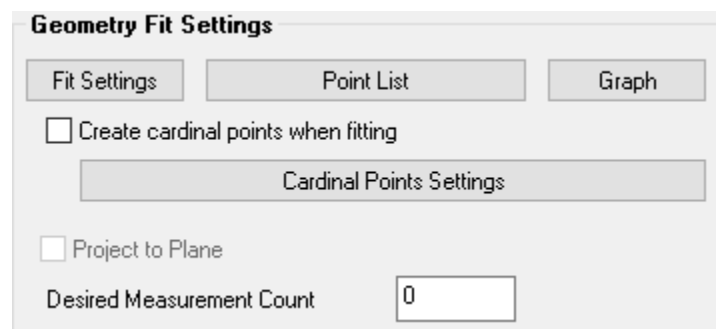 Geometry Fit Settings
Fit Settings Point List Graph
Create cardinal points when fitting
Cardinal Points Settings
Project to Plane
Desired Measurement Count 0